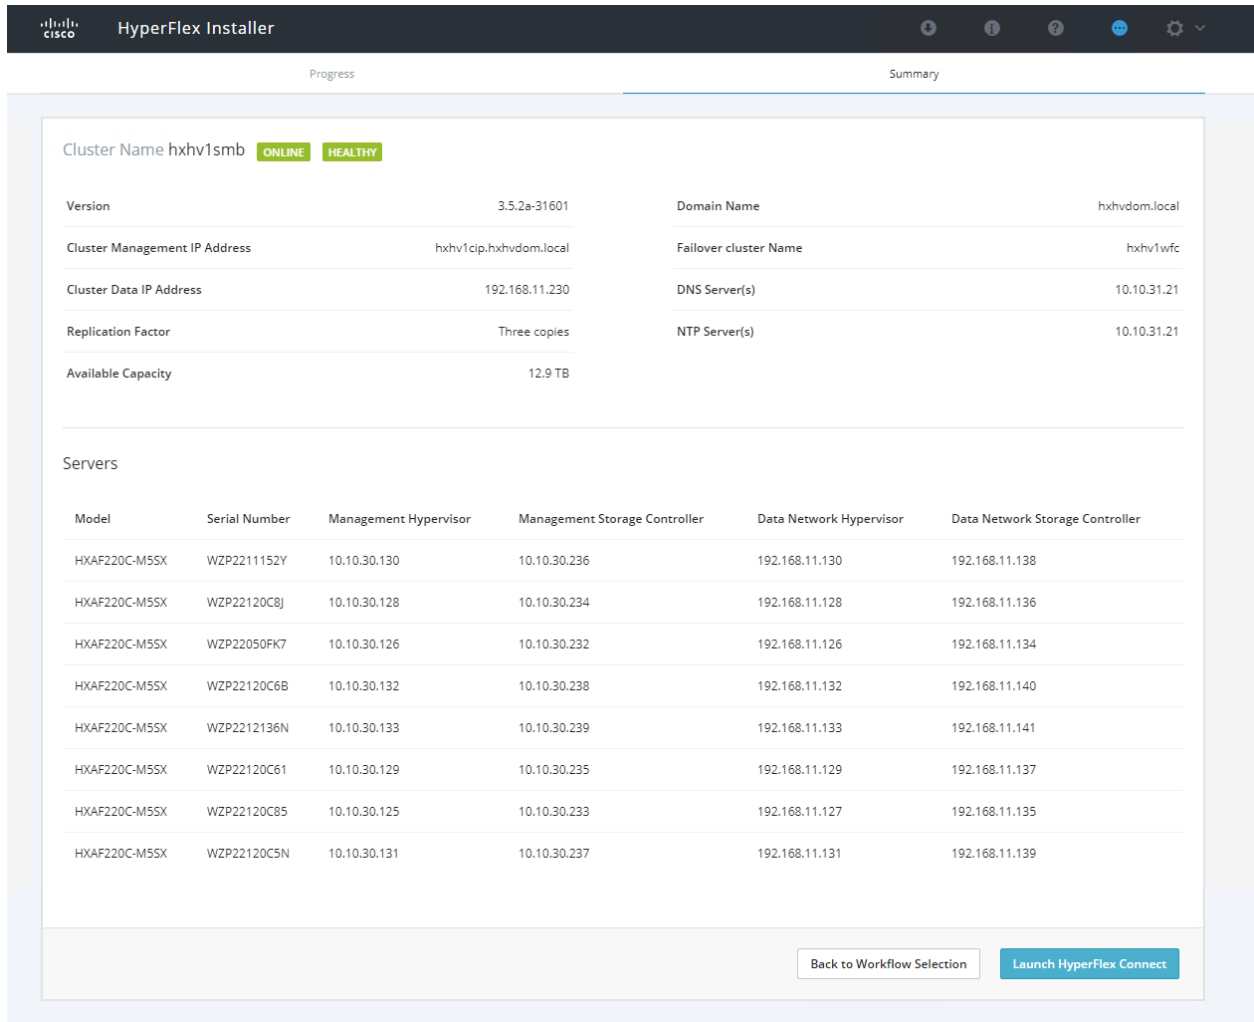 CISCO HyperFlex Installer
Progress Summary
Cluster Name hxhv1smb ONLINE HEALTHY
Version 3.5.2a-31601 Domain Name hxhvdom.local
Cluster Management IP Address hxhv1cip.hxhvdom.local Failover cluster Name hxhv1wfc
Cluster Data IP Address 192.168.11.230 DNS Server(s) 10.10.31.21
Replication Factor Three copies NTP Server(s) 10.10.31.21
Available Capacity 12.9 TB
Servers
Model Serial Number Management Hypervisor Management Storage Controller Data Network Hypervisor Data Network Storage Controller
HXAF220C-M5SX WZP2211152Y 10.10.30.130 10.10.30.236 192.168.11.130 192.168.11.138
HXAF220C-M5SX WZP22120C8J 10.10.30.128 10.10.30.234 192.168.11.128 192.168.11.136
HXAF220C-M5SX WZP22050FK7 10.10.30.126 10.10.30.232 192.168.11.126 192.168.11.134
HXAF220C-M5SX WZP22120C6B 10.10.30.132 10.10.30.238 192.168.11.132 192.168.11.140
HXAF220C-M5SX WZP2212136N 10.10.30.133 10.10.30.239 192.168.11.133 192.168.11.141
HXAF220C-M5SX WZP22120C61 10.10.30.129 10.10.30.235 192.168.11.129 192.168.11.137
HXAF220C-M5SX WZP22120C85 10.10.30.125 10.10.30.233 192.168.11.127 192.168.11.135
HXAF220C-M5SX WZP22120C5N 10.10.30.131 10.10.30.237 192.168.11.131 192.168.11.139
Back to Workflow Selection Launch HyperFlex Connect